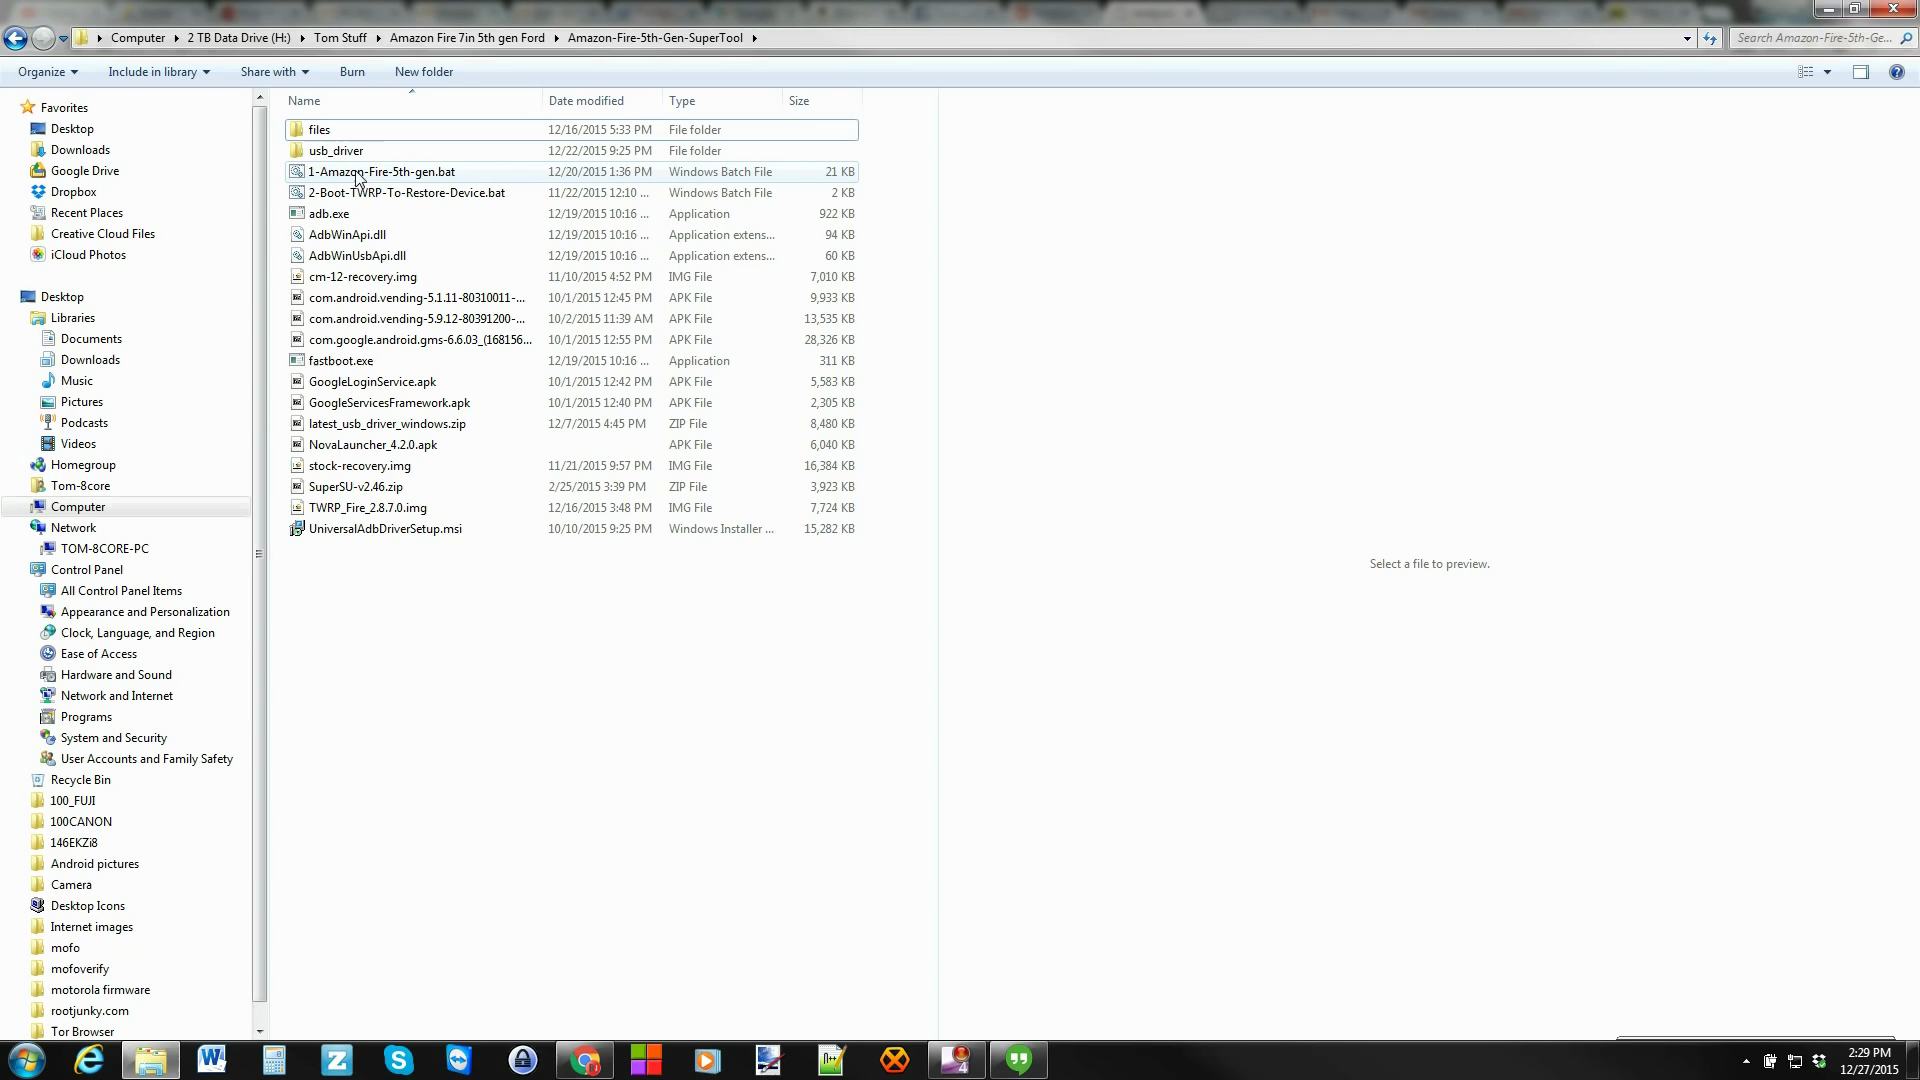 Computer 2 TB Data Drive (H:) Tom Stuff Amazon Fire 7in 5th gen Ford Amazon-Fire-5th-Gen-SuperTool Search Amazon-Fire-5th-Ge...
Organize Include in library Share with Burn New folder
Favorites
Desktop
Downloads
Google Drive
Dropbox
Recent Places
Creative Cloud Files
iCloud Photos
Desktop
Libraries
Documents
Downloads
Music
Pictures
Podcasts
Videos
Homegroup
Tom-8core
Computer
Network
TOM-8CORE-PC
Control Panel
All Control Panel Items
Appearance and Personalization
Clock, Language, and Region
Ease of Access
Hardware and Sound
Network and Internet
Programs
System and Security
User Accounts and Family Safety
Recycle Bin
100_FUJI
100CANON
146EKZi8
Android pictures
Camera
Desktop Icons
Internet images
mofo
mofoverify
motorola firmware
rootjunky.com
Tor Browser
Name Date modified Type Size
files 12/16/2015 5:33 PM File folder
usb_driver 12/22/2015 9:25 PM File folder
1-Amazon-Fire-5th-gen.bat 12/20/2015 1:36 PM Windows Batch File 21 KB
2-Boot-TWRP-To-Restore-Device.bat 11/22/2015 12:10 ... Windows Batch File 2 KB
adb.exe 12/19/2015 10:16 ... Application 922 KB
AdbWinApi.dll 12/19/2015 10:16 ... Application extens... 94 KB
AdbWinUsbApi.dll 12/19/2015 10:16 ... Application extens... 60 KB
cm-12-recovery.img 11/10/2015 4:52 PM IMG File 7,010 KB
com.android.vending-5.1.11-80310011-... 10/1/2015 12:45 PM APK File 9,933 KB
com.android.vending-5.9.12-80391200-... 10/2/2015 11:39 AM APK File 13,535 KB
com.google.android.gms-6.6.03_(168156... 10/1/2015 12:55 PM APK File 28,326 KB
fastboot.exe 12/19/2015 10:16 ... Application 311 KB
GoogleLoginService.apk 10/1/2015 12:42 PM APK File 5,583 KB
GoogleServicesFramework.apk 10/1/2015 12:40 PM APK File 2,305 KB
latest_usb_driver_windows.zip 12/7/2015 4:45 PM ZIP File 8,480 KB
NovaLauncher_4.2.0.apk APK File 6,040 KB
stock-recovery.img 11/21/2015 9:57 PM IMG File 16,384 KB
SuperSU-v2.46.zip 2/25/2015 3:39 PM ZIP File 3,923 KB
TWRP_Fire_2.8.7.0.img 12/16/2015 3:48 PM IMG File 7,724 KB
UniversalAdbDriverSetup.msi 10/10/2015 9:25 PM Windows Installer ... 15,282 KB
Select a file to preview.
2:29 PM
12/27/2015